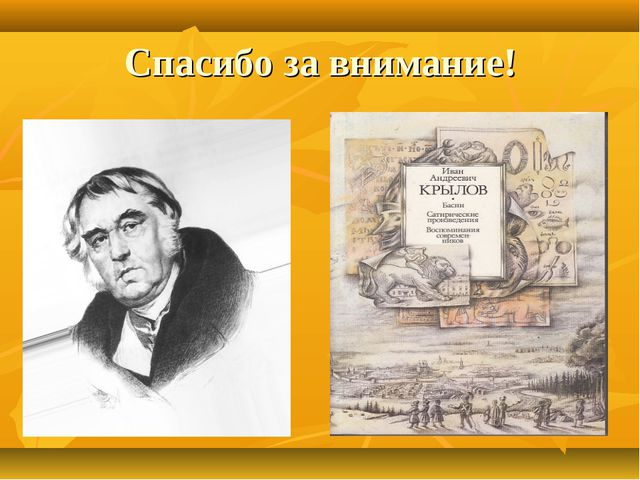 Спасибо за внимание!
Иван
Андреевич
КРЫЛОВ
•
Басни
Сатирические
произведения
Воспоминания
современ-
ников